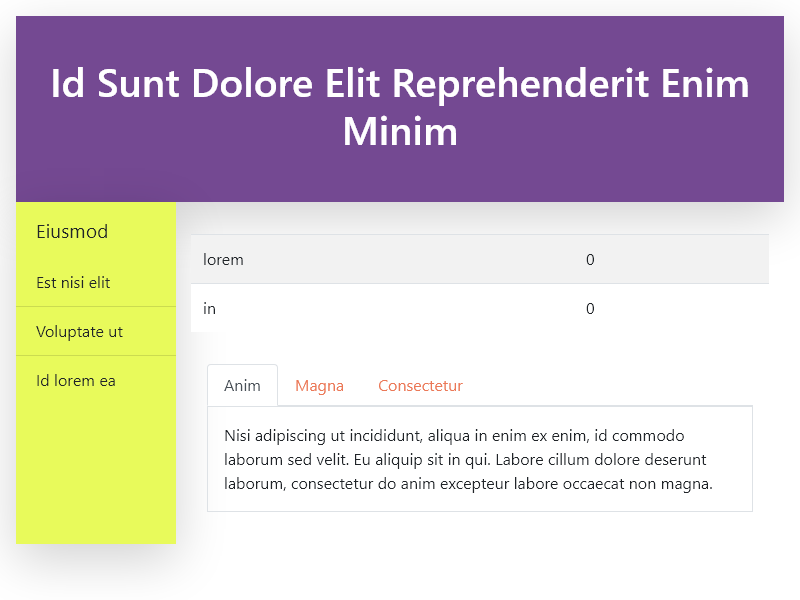 Id Sunt Dolore Elit Reprehenderit Enim
Minim
Eiusmod
Est nisi elit
Voluptate ut
Id lorem ea
lorem 0
in 0
Anim Magna Consectetur
Nisi adipiscing ut incididunt, aliqua in enim ex enim, id commodo
laborum sed velit. Eu aliquip sit in qui. Labore cillum dolore deserunt
laborum, consectetur do anim excepteur labore occaecat non magna.